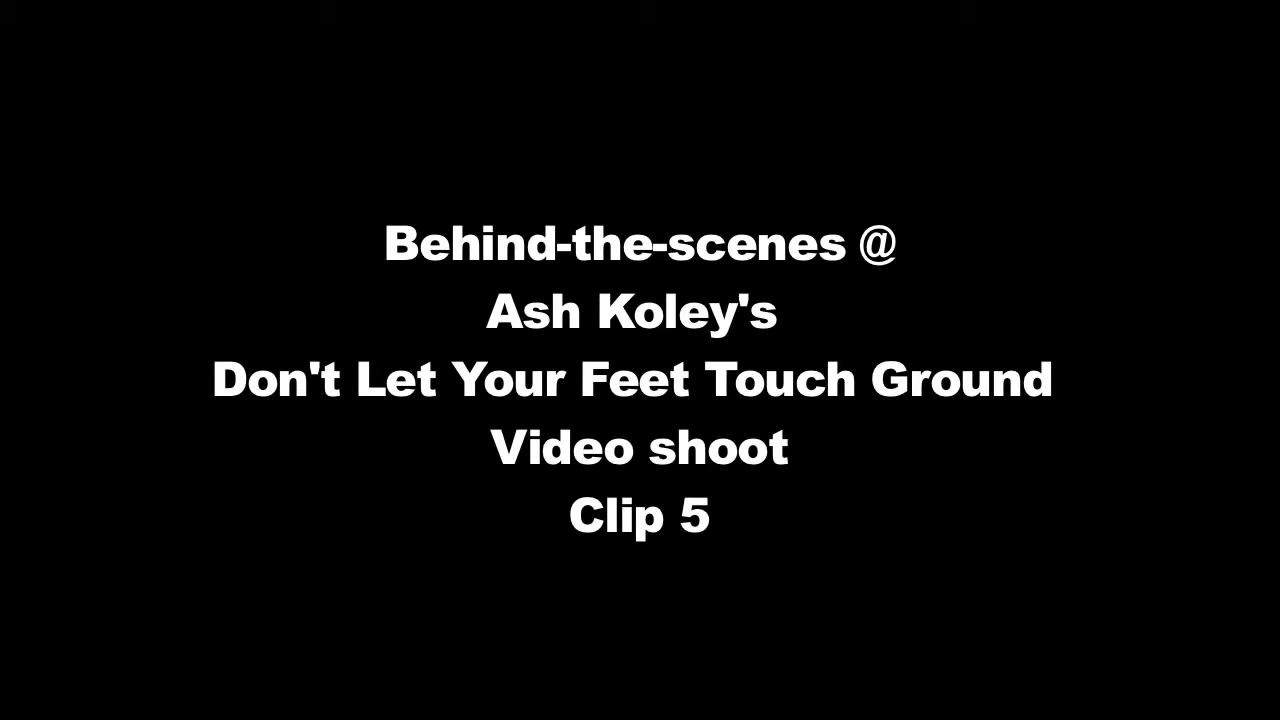 Behind-the-scenes @
Ash Koley's
Don't Let Your Feet Touch Ground
Video shoot
Clip 5